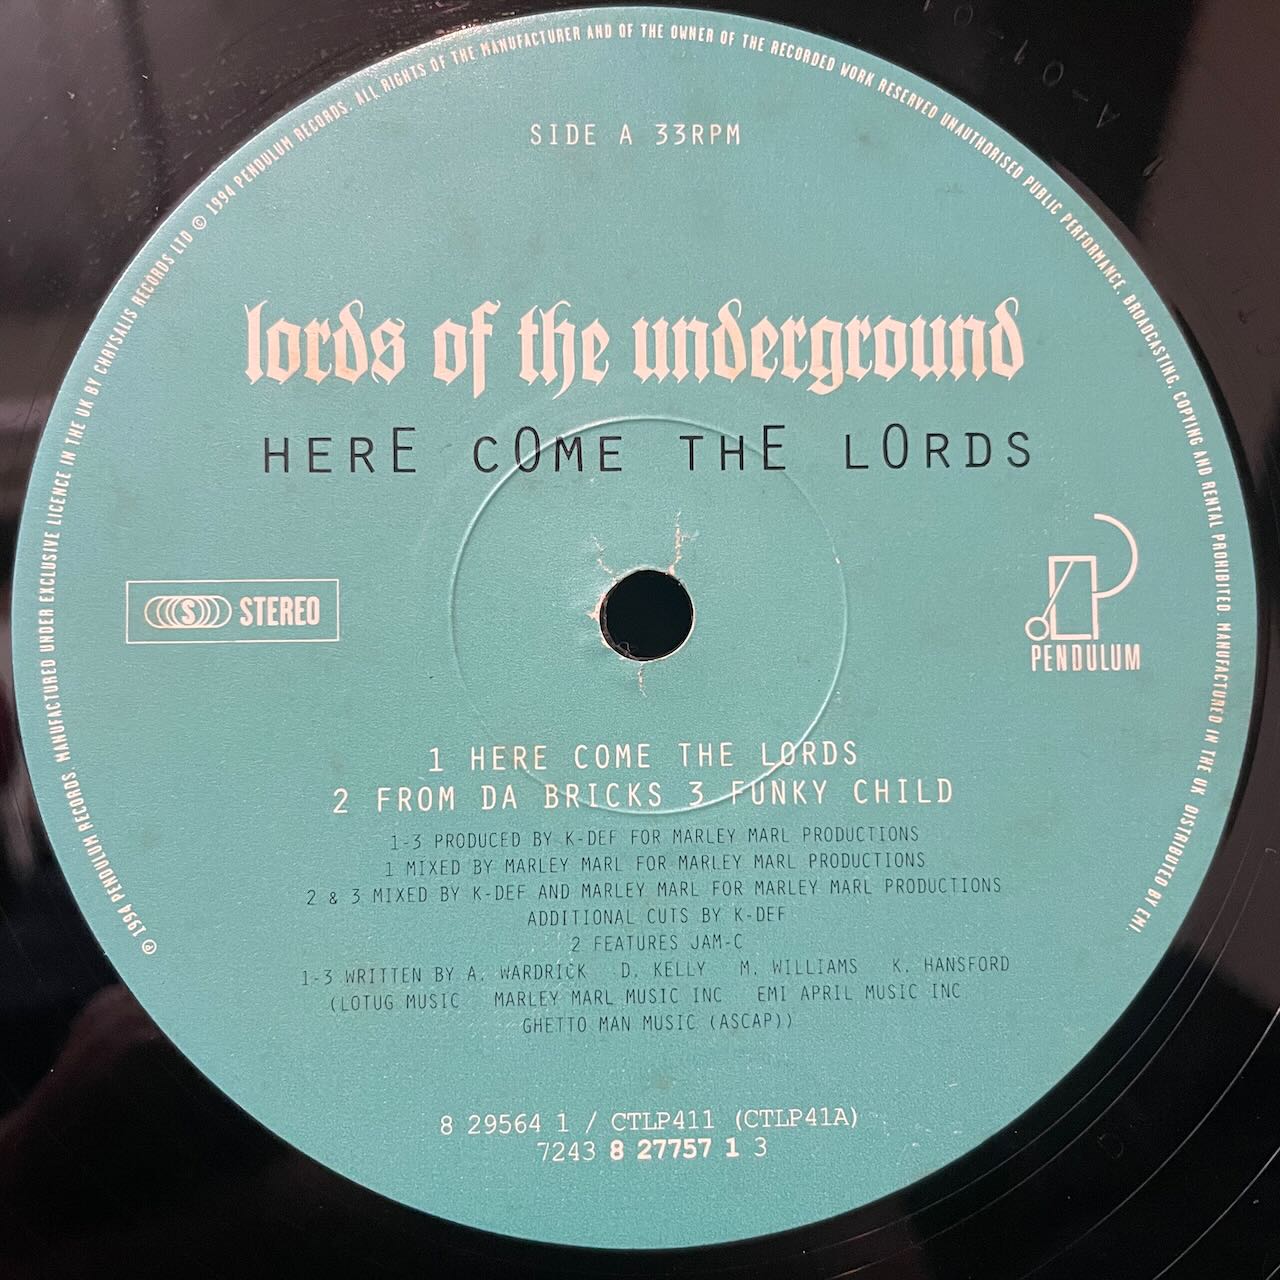 SIDE A 33RPM
lords of the underground
HERE COME THE LORDS
S STEREO
PENDULUM
1 HERE COME THE LORDS
2 FROM DA BRICKS 3 FUNKY CHILD
1-3 PRODUCED BY K-DEF FOR MARLEY MARL PRODUCTIONS
1 MIXED BY MARLEY MARL FOR MARLEY MARL PRODUCTIONS
2 & 3 MIXED BY K-DEF AND MARLEY MARL FOR MARLEY MARL PRODUCTIONS
ADDITIONAL CUTS BY K-DEF
2 FEATURES JAM-C
1-3 WRITTEN BY A. WARDRICK D. KELLY M. WILLIAMS K. HANSFORD
(LOTUG MUSIC MARLEY MARL MUSIC INC EMI APRIL MUSIC INC
GHETTO MAN MUSIC (ASCAP))
8 29564 1 / CTLP411 (CTLP41A)
7243 8 27757 1 3
℗ 1994 PENDULUM RECORDS. MANUFACTURED UNDER EXCLUSIVE LICENCE IN THE UK BY CHRYSALIS RECORDS LTD © 1994 PENDULUM RECORDS. ALL RIGHTS OF THE MANUFACTURER AND OF THE OWNER OF THE RECORDED WORK RESERVED UNAUTHORISED PUBLIC PERFORMANCE, BROADCASTING, COPYING AND RENTAL PROHIBITED. MANUFACTURED IN THE UK. DISTRIBUTED BY EMI.